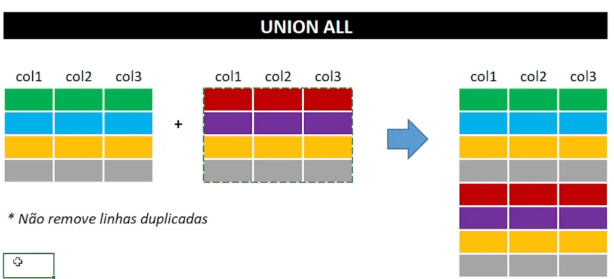 UNION ALL
col1 col2 col3
+
col1 col2 col3
col1 col2 col3
* Não remove linhas duplicadas